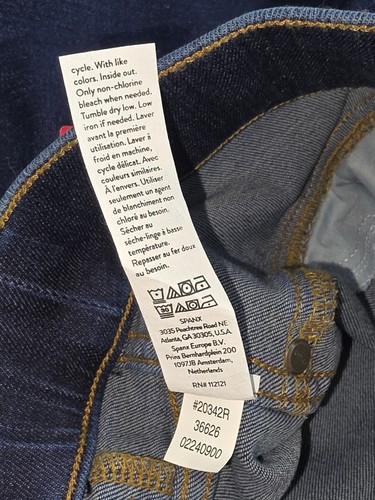 cycle. With like
colors. Inside out.
Only non-chlorine
bleach when needed.
Tumble dry low. Low
iron if needed. Laver
avant la première
utilisation. Laver à
froid en machine,
cycle délicat. Avec
couleurs similaires.
À l'envers. Utiliser
seulement un agent
de blanchiment non
chloré au besoin.
Sécher au
sèche-linge à basse
température.
Repasser au fer doux
au besoin.
SPANX
3035 Peachtree Road NE
Atlanta, GA 30305, U.S.A.
Spanx Europe B.V.
Prins Bernhardplein 200
1097JB Amsterdam,
Netherlands
RN# 112121
#20342R
36626
02240900